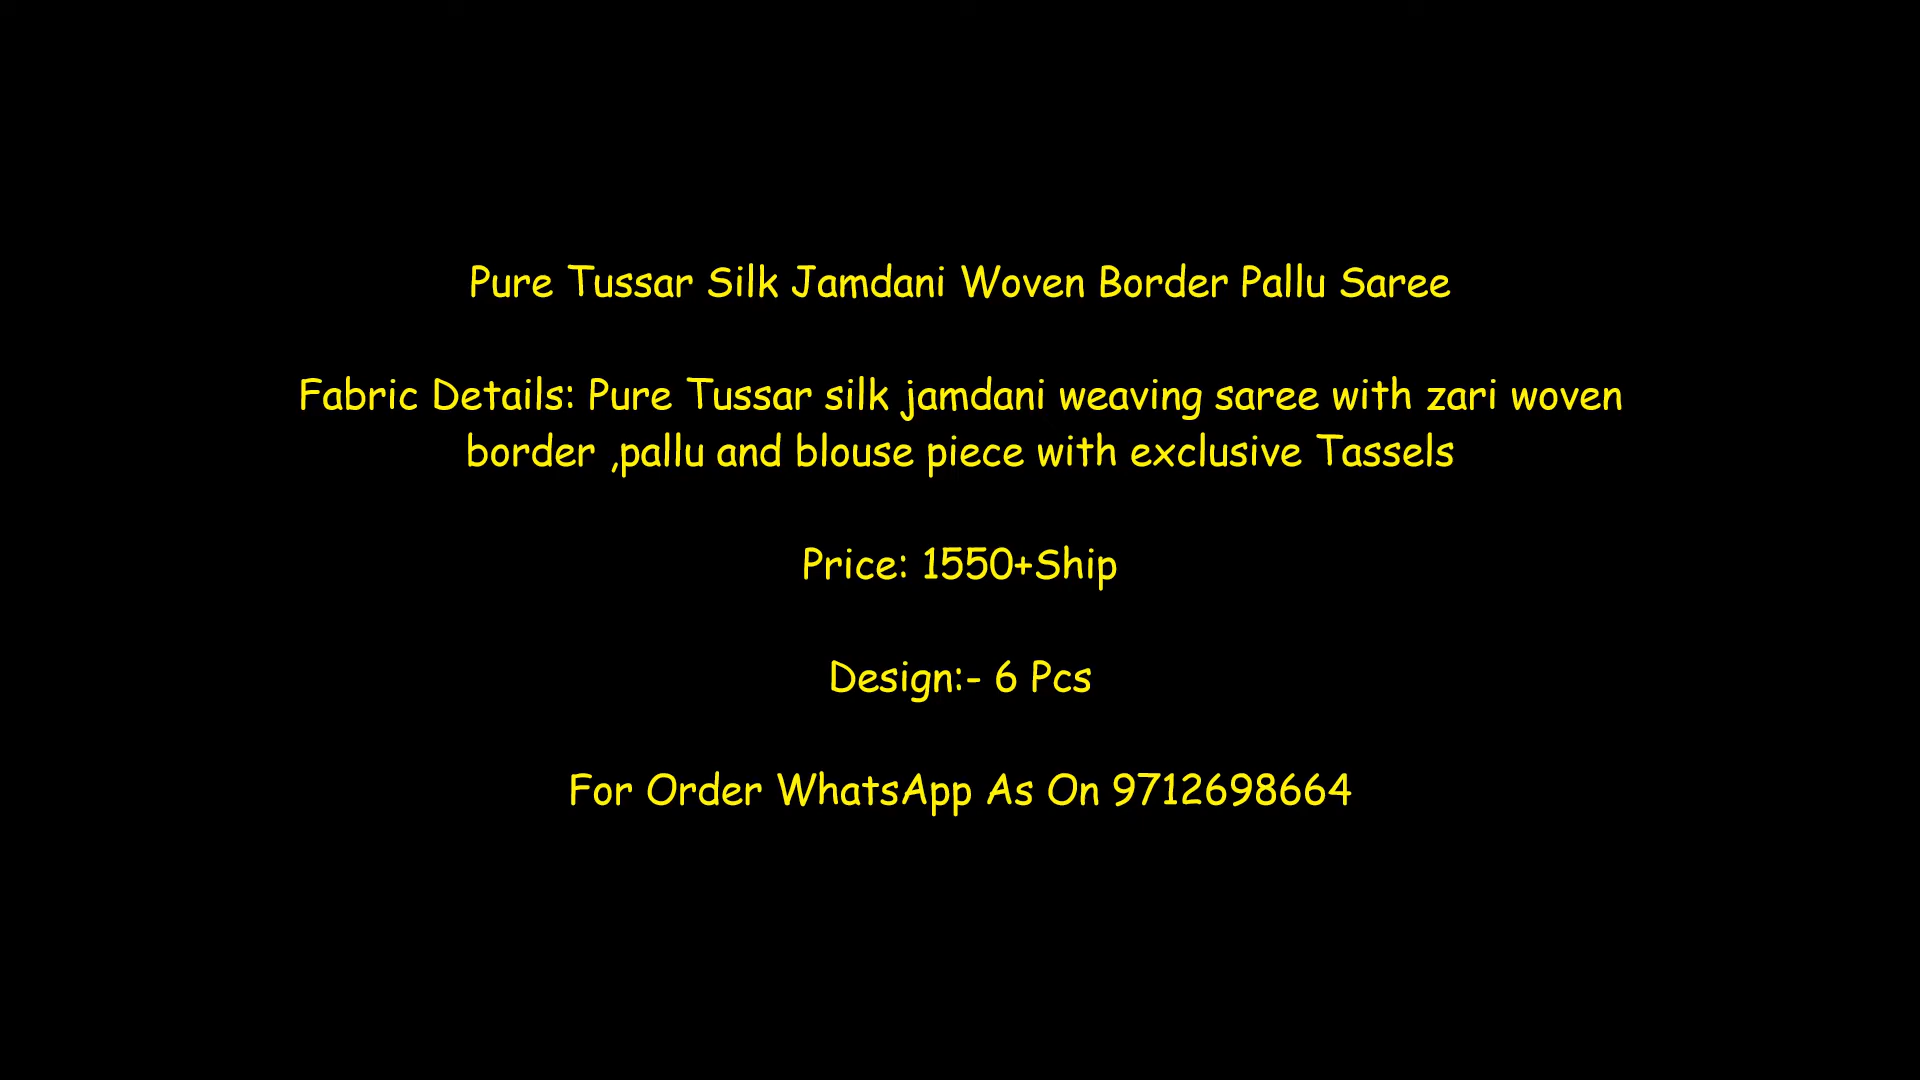 Pure Tussar Silk Jamdani Woven Border Pallu Saree
Fabric Details: Pure Tussar silk jamdani weaving saree with zari woven
border ,pallu and blouse piece with exclusive Tassels
Price: 1550+Ship
Design:- 6 Pcs
For Order WhatsApp As On 9712698664